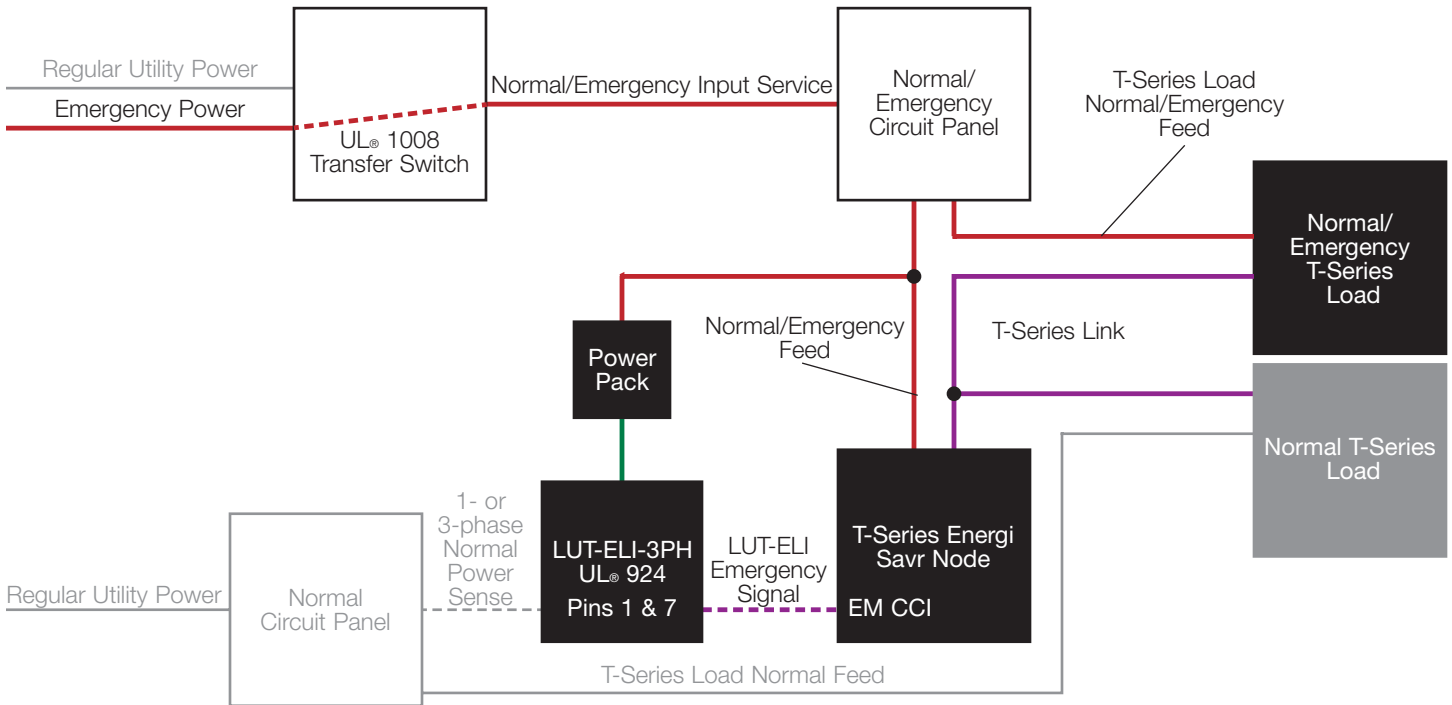 Regular Utility Power
Emergency Power
UL® 1008
Transfer Switch
Normal/Emergency Input Service
Normal/
Emergency
Circuit Panel
T-Series Load
Normal/Emergency
Feed
Normal/
Emergency
T-Series
Load
Power
Pack
Normal/Emergency
Feed
T-Series Link
Normal T-Series
Load
Regular Utility Power
Normal
Circuit Panel
1- or
3-phase
Normal
Power
Sense
LUT-ELI-3PH
UL® 924
Pins 1 & 7
LUT-ELI
Emergency
Signal
T-Series Energi
Savr Node
EM CCI
T-Series Load Normal Feed